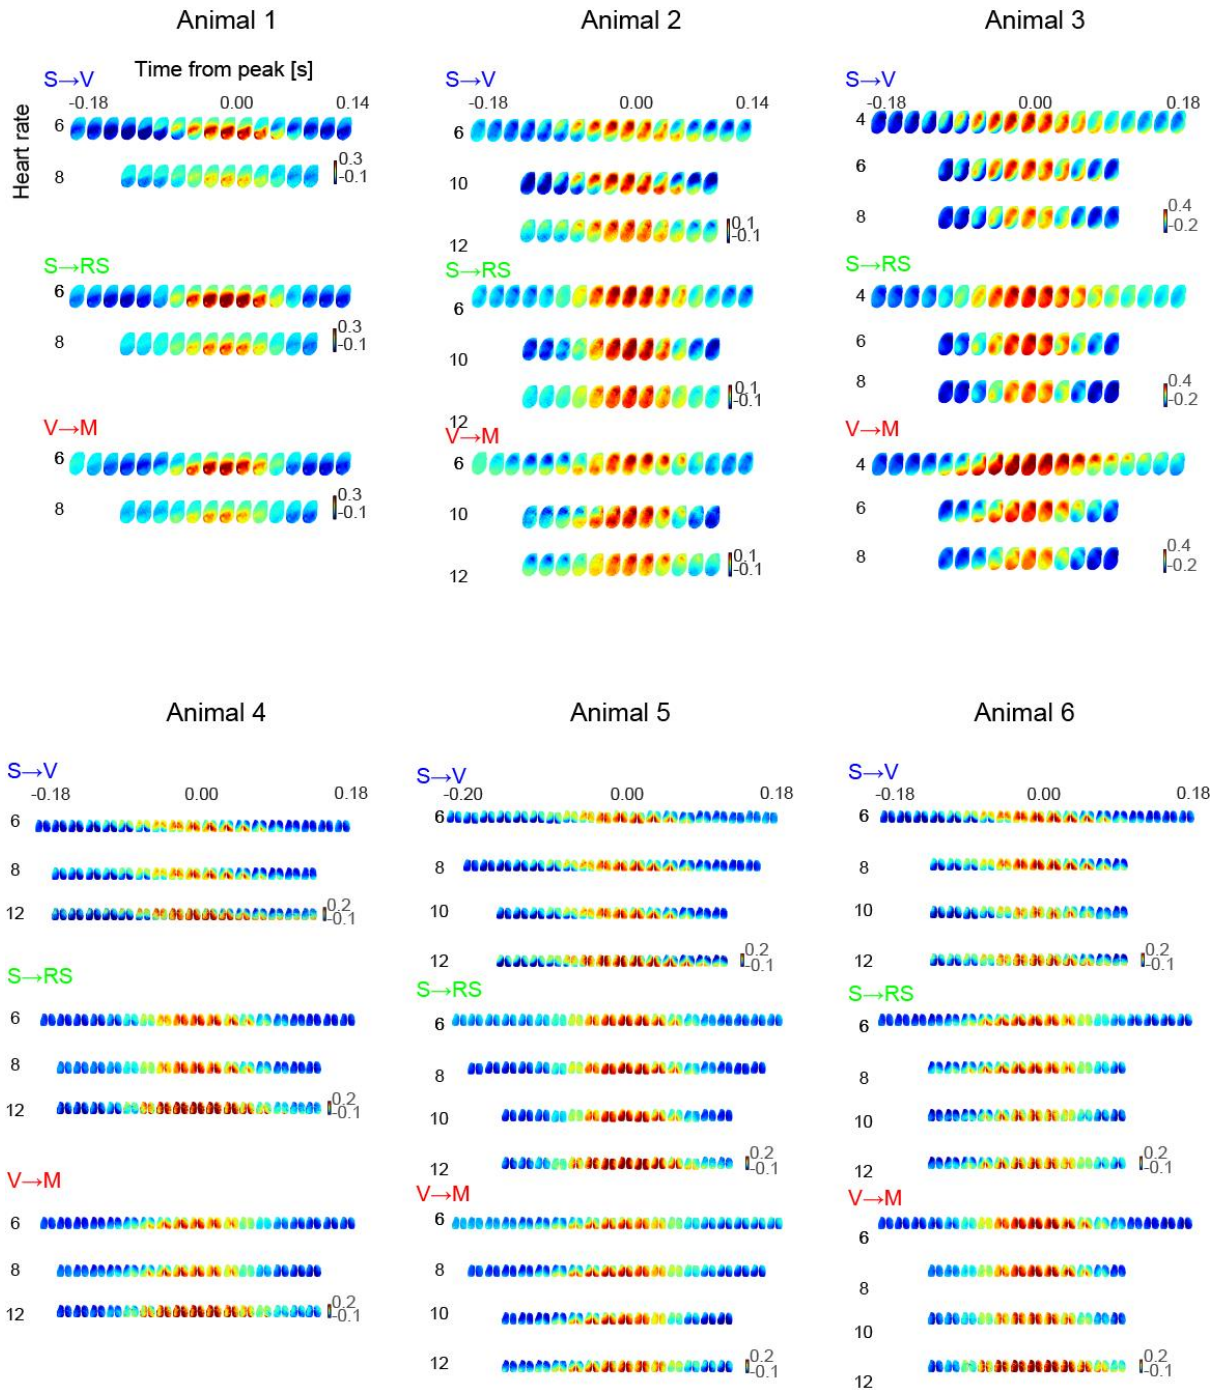 Animal 1
Animal 2
Animal 3
S→V
Time from peak [s]
-0.18 0.00 0.14
Heart rate
6
8
0.3
-0.1
S→RS
6
8
0.3
-0.1
V→M
6
8
0.3
-0.1
S→V
-0.18 0.00 0.14
6
10
12
0.1
-0.1
S→RS
6
10
12
0.1
-0.1
V→M
6
10
12
0.1
-0.1
S→V
-0.18 0.00 0.18
4
6
8
0.4
-0.2
S→RS
4
6
8
0.4
-0.2
V→M
4
6
8
0.4
-0.2
Animal 4
Animal 5
Animal 6
S→V
-0.18 0.00 0.18
6
8
12
0.2
-0.1
S→RS
6
8
12
0.2
-0.1
V→M
6
8
12
0.2
-0.1
S→V
-0.20 0.00 0.18
6
8
10
12
0.2
-0.1
S→RS
6
8
10
12
0.2
-0.1
V→M
6
8
10
12
0.2
-0.1
S→V
-0.18 0.00 0.18
6
8
10
12
0.2
-0.1
S→RS
6
8
10
12
0.2
-0.1
V→M
6
8
10
12
0.2
-0.1